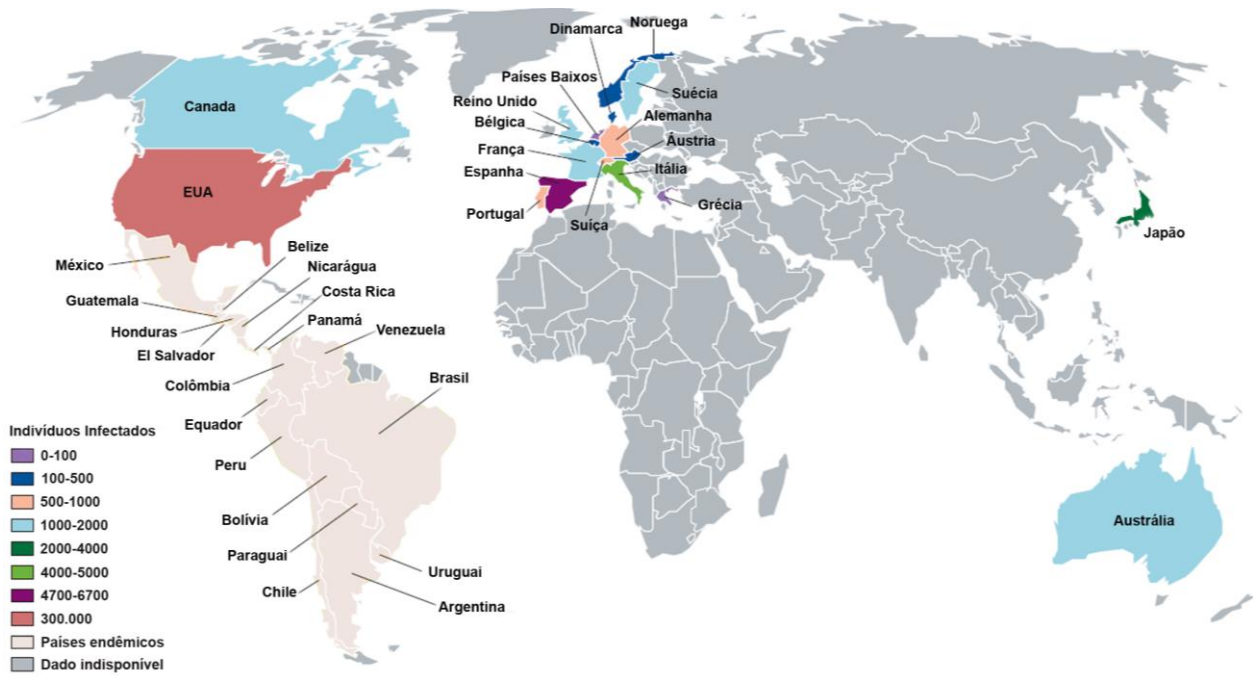 Noruega
Dinamarca
Países Baixos
Reino Unido
Suécia
Canada
Bélgica
Alemanha
Áustria
França
Itália
Espanha
EUA
Grécia
Portugal
Suíça
Japão
Belize
México
Nicarágua
Costa Rica
Guatemala
Panamá
Honduras
Venezuela
El Salvador
Colômbia
Brasil
Equador
Peru
Bolívia
Austrália
Paraguai
Uruguai
Chile
Argentina
Indivíduos Infectados
0-100
100-500
500-1000
1000-2000
2000-4000
4000-5000
4700-6700
300.000
Países endêmicos
Dado indisponível